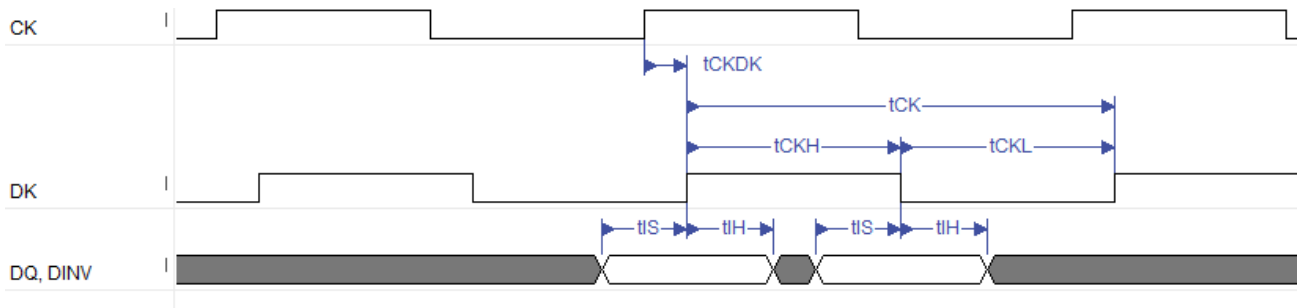 CK
tCKDK
tCK
tCKH tCKL
DK
tIS tIH tIS tIH
DQ, DINV